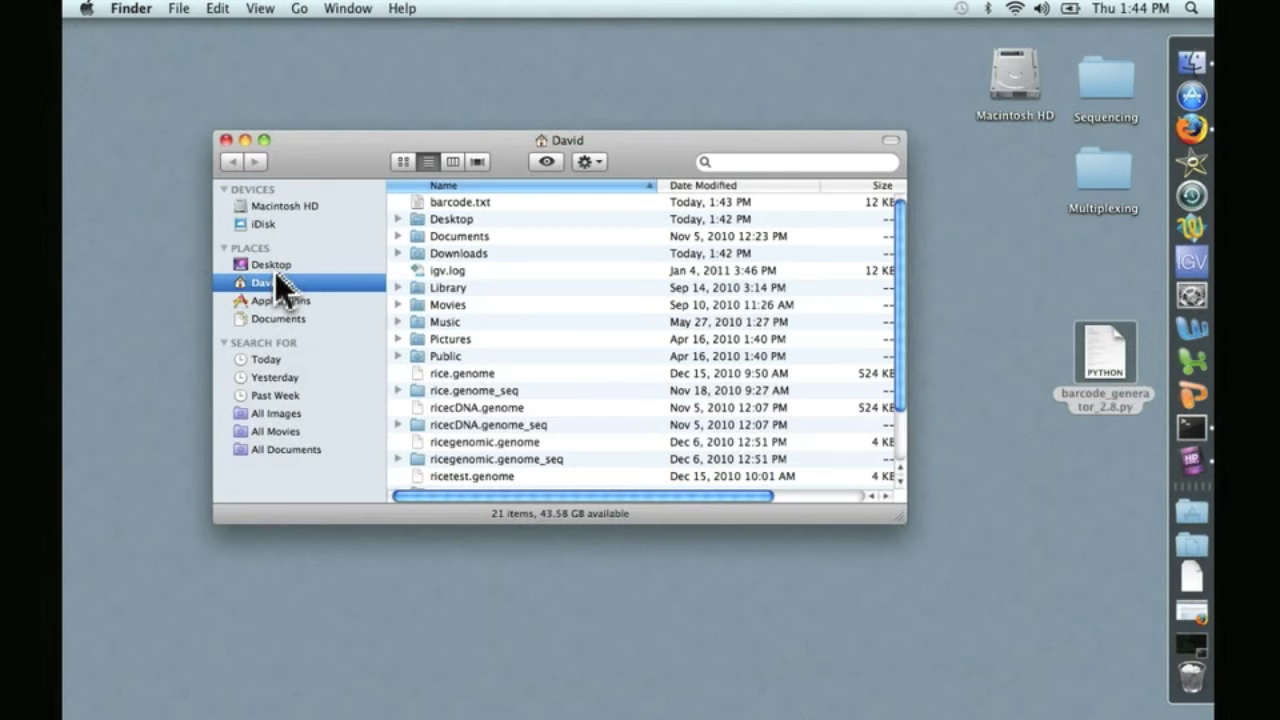 Finder File Edit View Go Window Help Thu 1:44 PM
Macintosh HD
Sequencing
Multiplexing
PYTHON
barcode_genera
tor_2.8.py
IGV
HD
David
DEVICES
Macintosh HD
iDisk
PLACES
Desktop
Documents
SEARCH FOR
Today
Yesterday
Past Week
All Images
All Movies
All Documents
Name Date Modified Size
barcode.txt Today, 1:43 PM 12 KB
Desktop Today, 1:42 PM --
Documents Nov 5, 2010 12:23 PM --
Downloads Today, 1:42 PM --
igv.log Jan 4, 2011 3:46 PM 12 KB
Library Sep 14, 2010 3:14 PM --
Movies Sep 10, 2010 11:26 AM --
Music May 27, 2010 1:27 PM --
Pictures Apr 16, 2010 1:40 PM --
Public Apr 16, 2010 1:40 PM --
rice.genome Dec 15, 2010 9:50 AM 524 KB
rice.genome_seq Nov 18, 2010 9:27 AM --
ricecDNA.genome Nov 5, 2010 12:07 PM 524 KB
ricecDNA.genome_seq Nov 5, 2010 12:07 PM --
ricegenomic.genome Dec 6, 2010 12:51 PM 4 KB
ricegenomic.genome_seq Dec 6, 2010 12:51 PM --
ricetest.genome Dec 15, 2010 10:01 AM 4 KB
21 items, 43.58 GB available